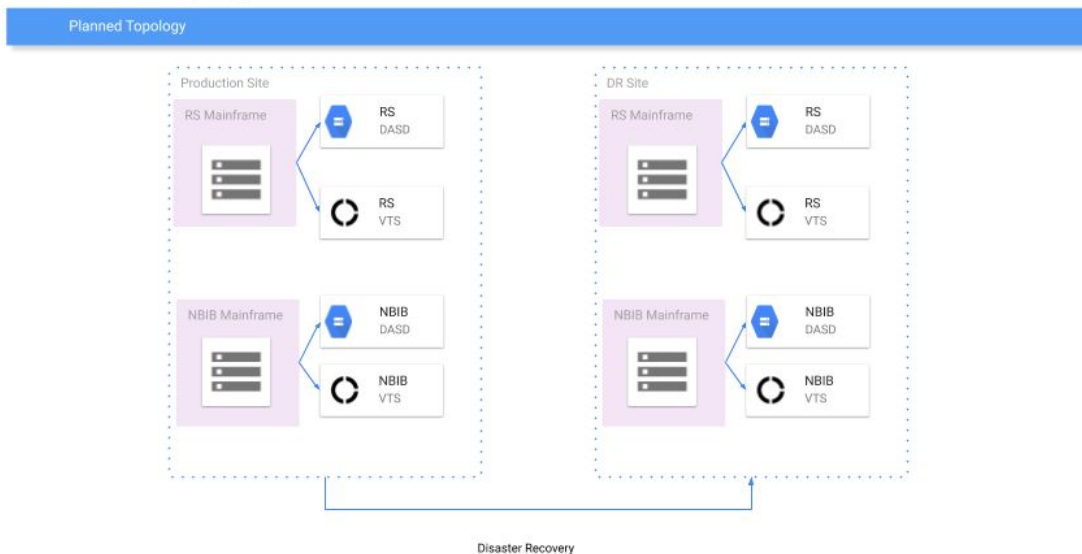 Planned Topology
Production Site
RS Mainframe
RS
DASD
RS
VTS
NBIB Mainframe
NBIB
DASD
NBIB
VTS
DR Site
RS Mainframe
RS
DASD
RS
VTS
NBIB Mainframe
NBIB
DASD
NBIB
VTS
Disaster Recovery